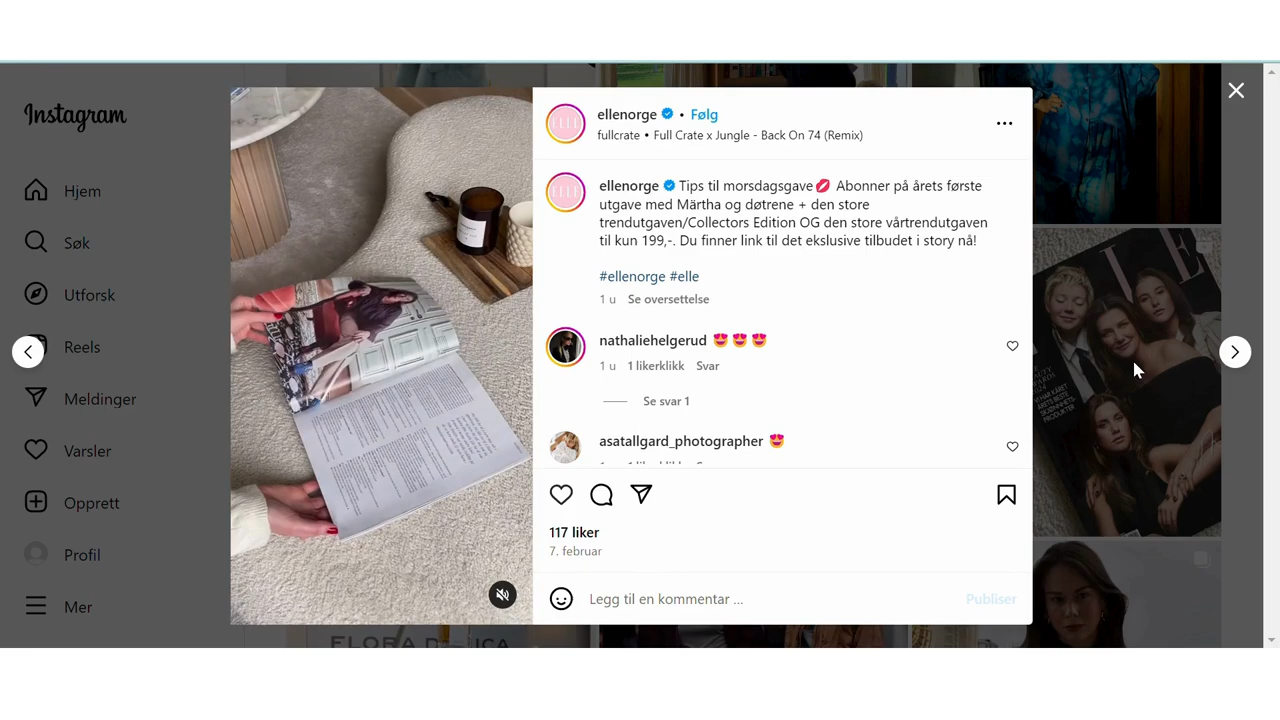 Instagram
Hjem
Søk
Utforsk
Reels
Meldinger
Varsler
Opprett
Profil
Mer
ELLE
ellenorge • Følg
fullcrate • Full Crate x Jungle - Back On 74 (Remix)
ELLE
ellenorge Tips til morsdagsgave💋 Abonner på årets første
utgave med Märtha og døtrene + den store
trendutgaven/Collectors Edition OG den store vårtrendutgaven
til kun 199,-. Du finner link til det ekslusive tilbudet i story nå!
#ellenorge #elle
1 u Se oversettelse
nathaliehelgerud 😍😍😍
1 u 1 likerklikk Svar
Se svar 1
asatallgard_photographer 😍
117 liker
7. februar
Legg til en kommentar ...
Publiser